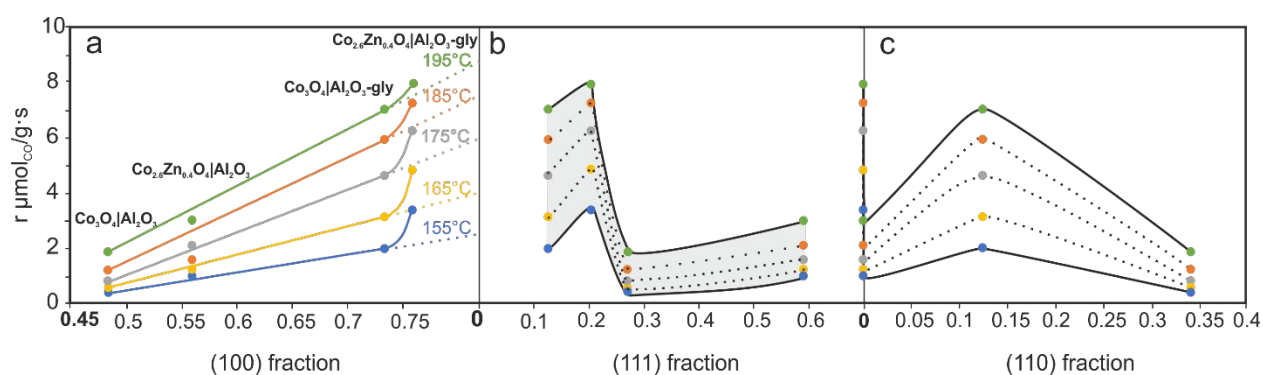 a
b
c
Co2.6Zn0.4O4|Al2O3-gly
195°C
Co3O4|Al2O3-gly
185°C
175°C
Co2.6Zn0.4O4|Al2O3
165°C
Co3O4|Al2O3
155°C
r μmolCO/g·s
10
8
6
4
2
0
0.45 0.5 0.55 0.6 0.65 0.7 0.75
0 0.1 0.2 0.3 0.4 0.5 0.6
0 0.05 0.1 0.15 0.2 0.25 0.3 0.35 0.4
(100) fraction
(111) fraction
(110) fraction